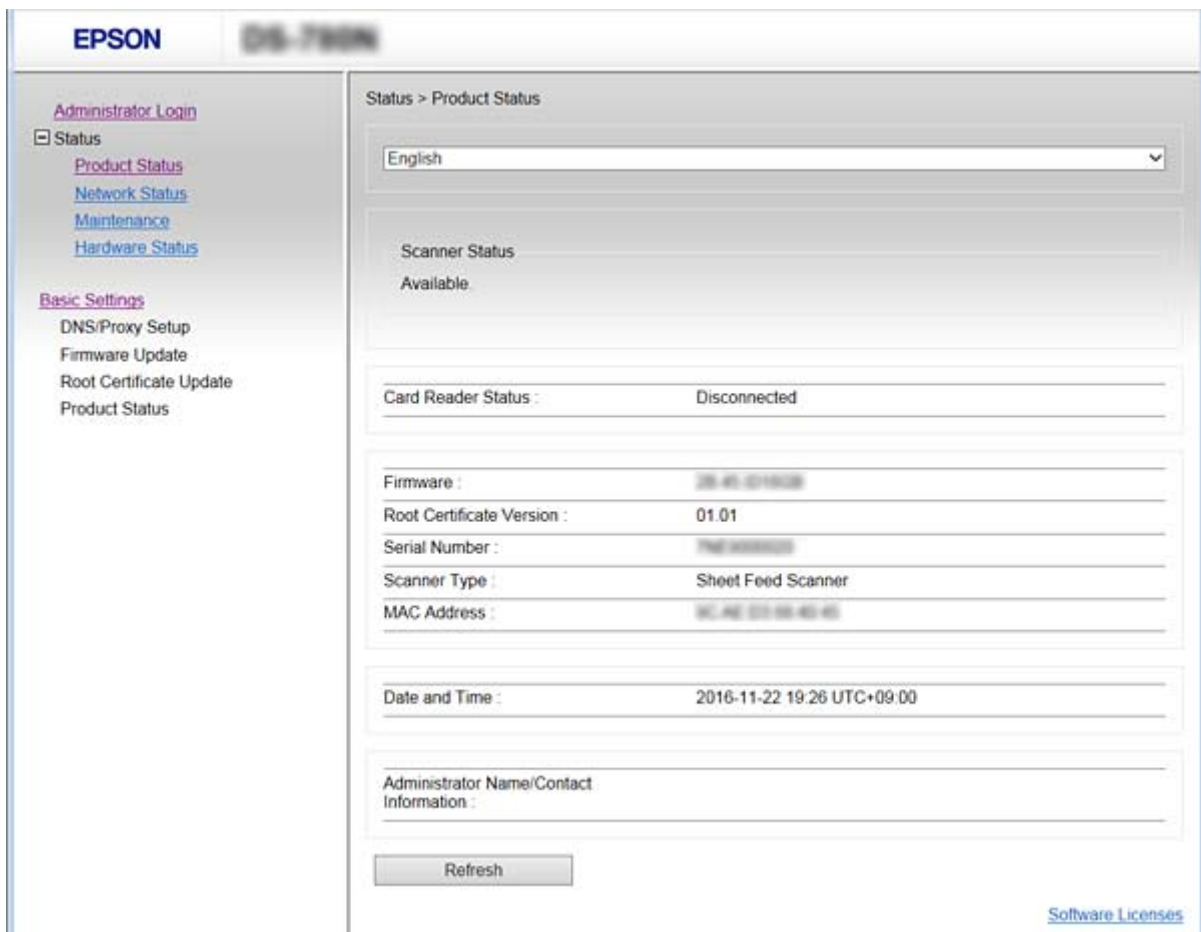 EPSON
Administrator Login
Status
Product Status
Network Status
Maintenance
Hardware Status
Basic Settings
DNS/Proxy Setup
Firmware Update
Root Certificate Update
Product Status
Status > Product Status
English
Scanner Status
Available.
Card Reader Status : Disconnected
Firmware :
Root Certificate Version : 01.01
Serial Number :
Scanner Type : Sheet Feed Scanner
MAC Address :
Date and Time : 2016-11-22 19:26 UTC+09:00
Administrator Name/Contact
Information :
Refresh
Software Licenses